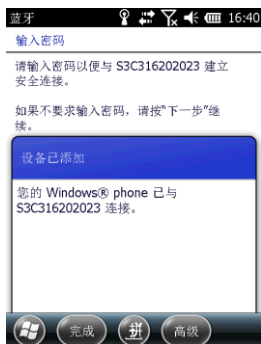 蓝牙 16:40
输入密码
请输入密码以便与 S3C316202023 建立
安全连接。
如果不要求输入密码，请按"下一步"继
续。
设备已添加
您的 Windows® phone 已与
S3C316202023 连接。
完成 拼 高级